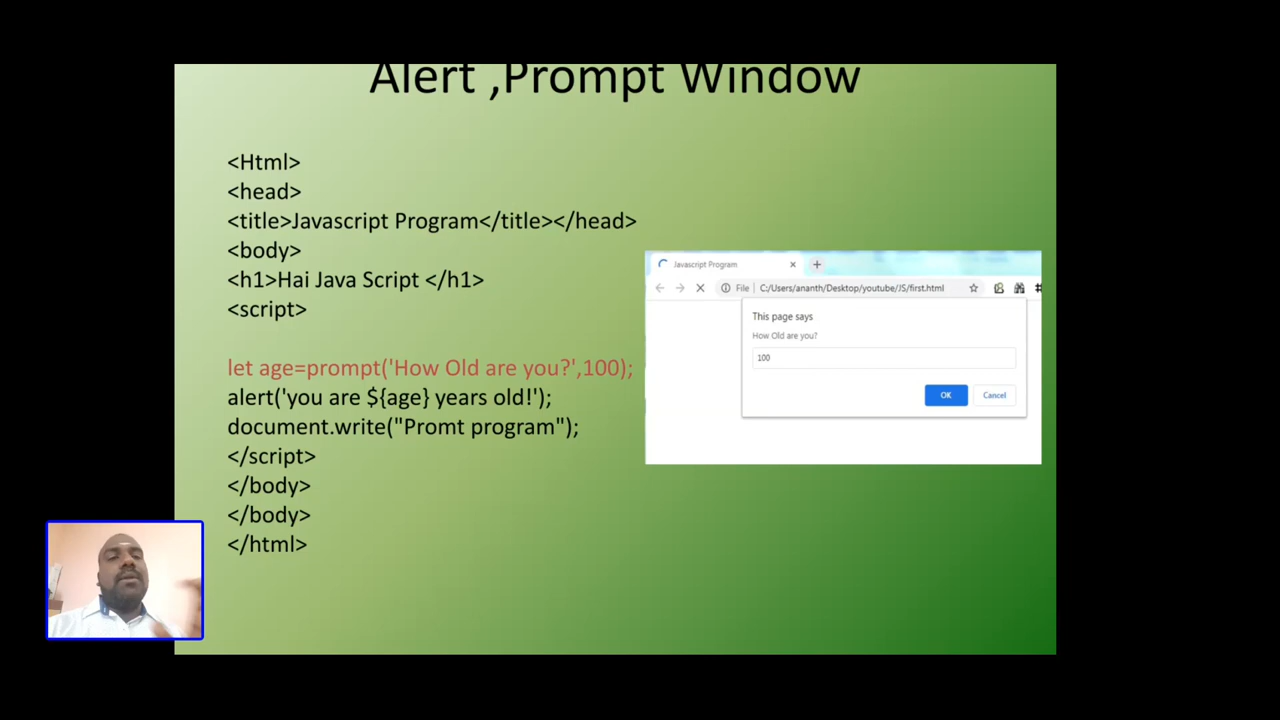 Alert ,Prompt Window
<Html>
<head>
<title>Javascript Program</title></head>
<body>
<h1>Hai Java Script </h1>
<script>
let age=prompt('How Old are you?',100);
alert('you are ${age} years old!');
document.write("Promt program");
</script>
</body>
</body>
</html>
Javascript Program
File | C:/Users/ananth/Desktop/youtube/JS/first.html
This page says
How Old are you?
100
OK Cancel